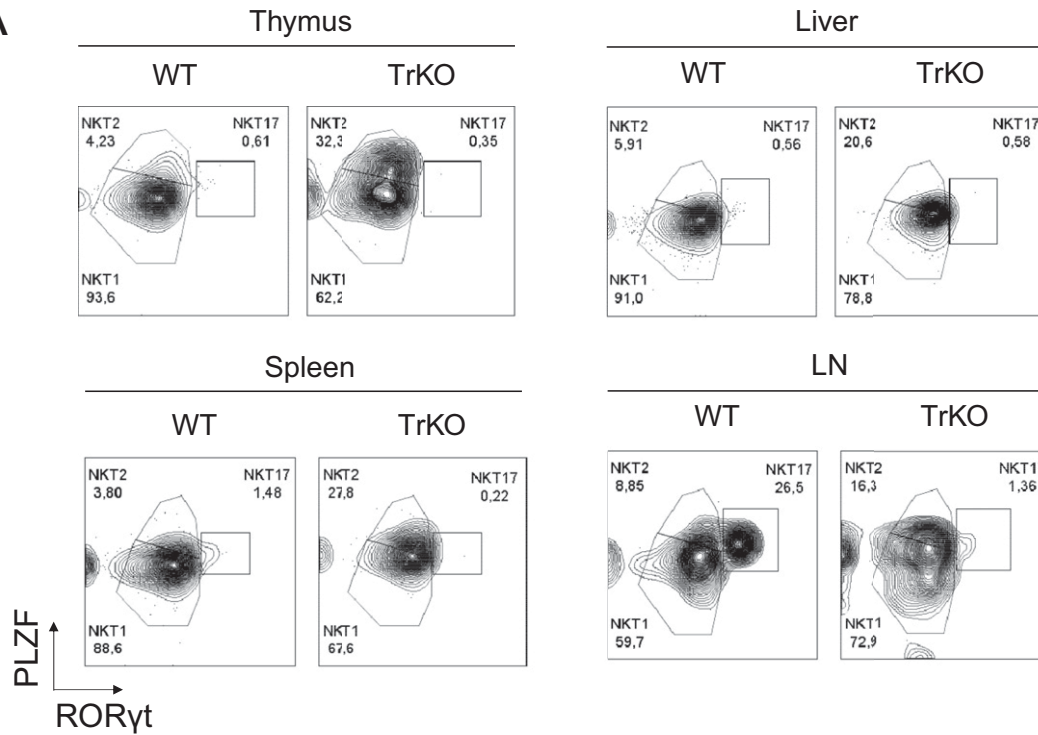 A
Thymus
WT
TrKO
NKT2
4,23
NKT17
0,61
NKT1
93,6
NKT2
32,3
NKT17
0,35
NKT1
62,2
Liver
WT
TrKO
NKT2
5,91
NKT17
0,56
NKT1
91,0
NKT2
20,6
NKT17
0,58
NKT1
78,8
Spleen
WT
TrKO
NKT2
3,80
NKT17
1,48
NKT1
88,6
NKT2
27,8
NKT17
0,22
NKT1
67,6
LN
WT
TrKO
NKT2
8,85
NKT17
26,5
NKT1
59,7
NKT2
16,3
NKT1
1,36
NKT1
72,9
PLZF
RORγt